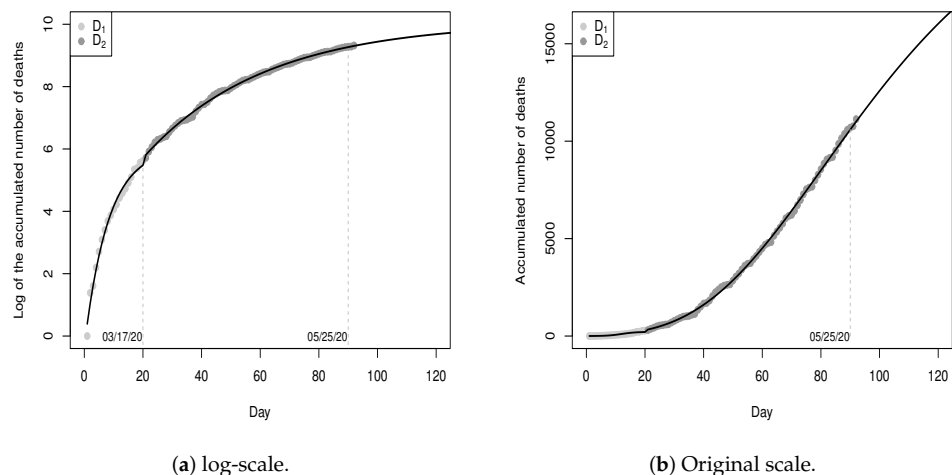 D₁
D₂
Log of the accumulated number of deaths
0 2 4 6 8 10
03/17/20
05/25/20
0 20 40 60 80 100 120
Day
(a) log-scale.
D₁
D₂
Accumulated number of deaths
0 5000 10000 15000
05/25/20
0 20 40 60 80 100 120
Day
(b) Original scale.